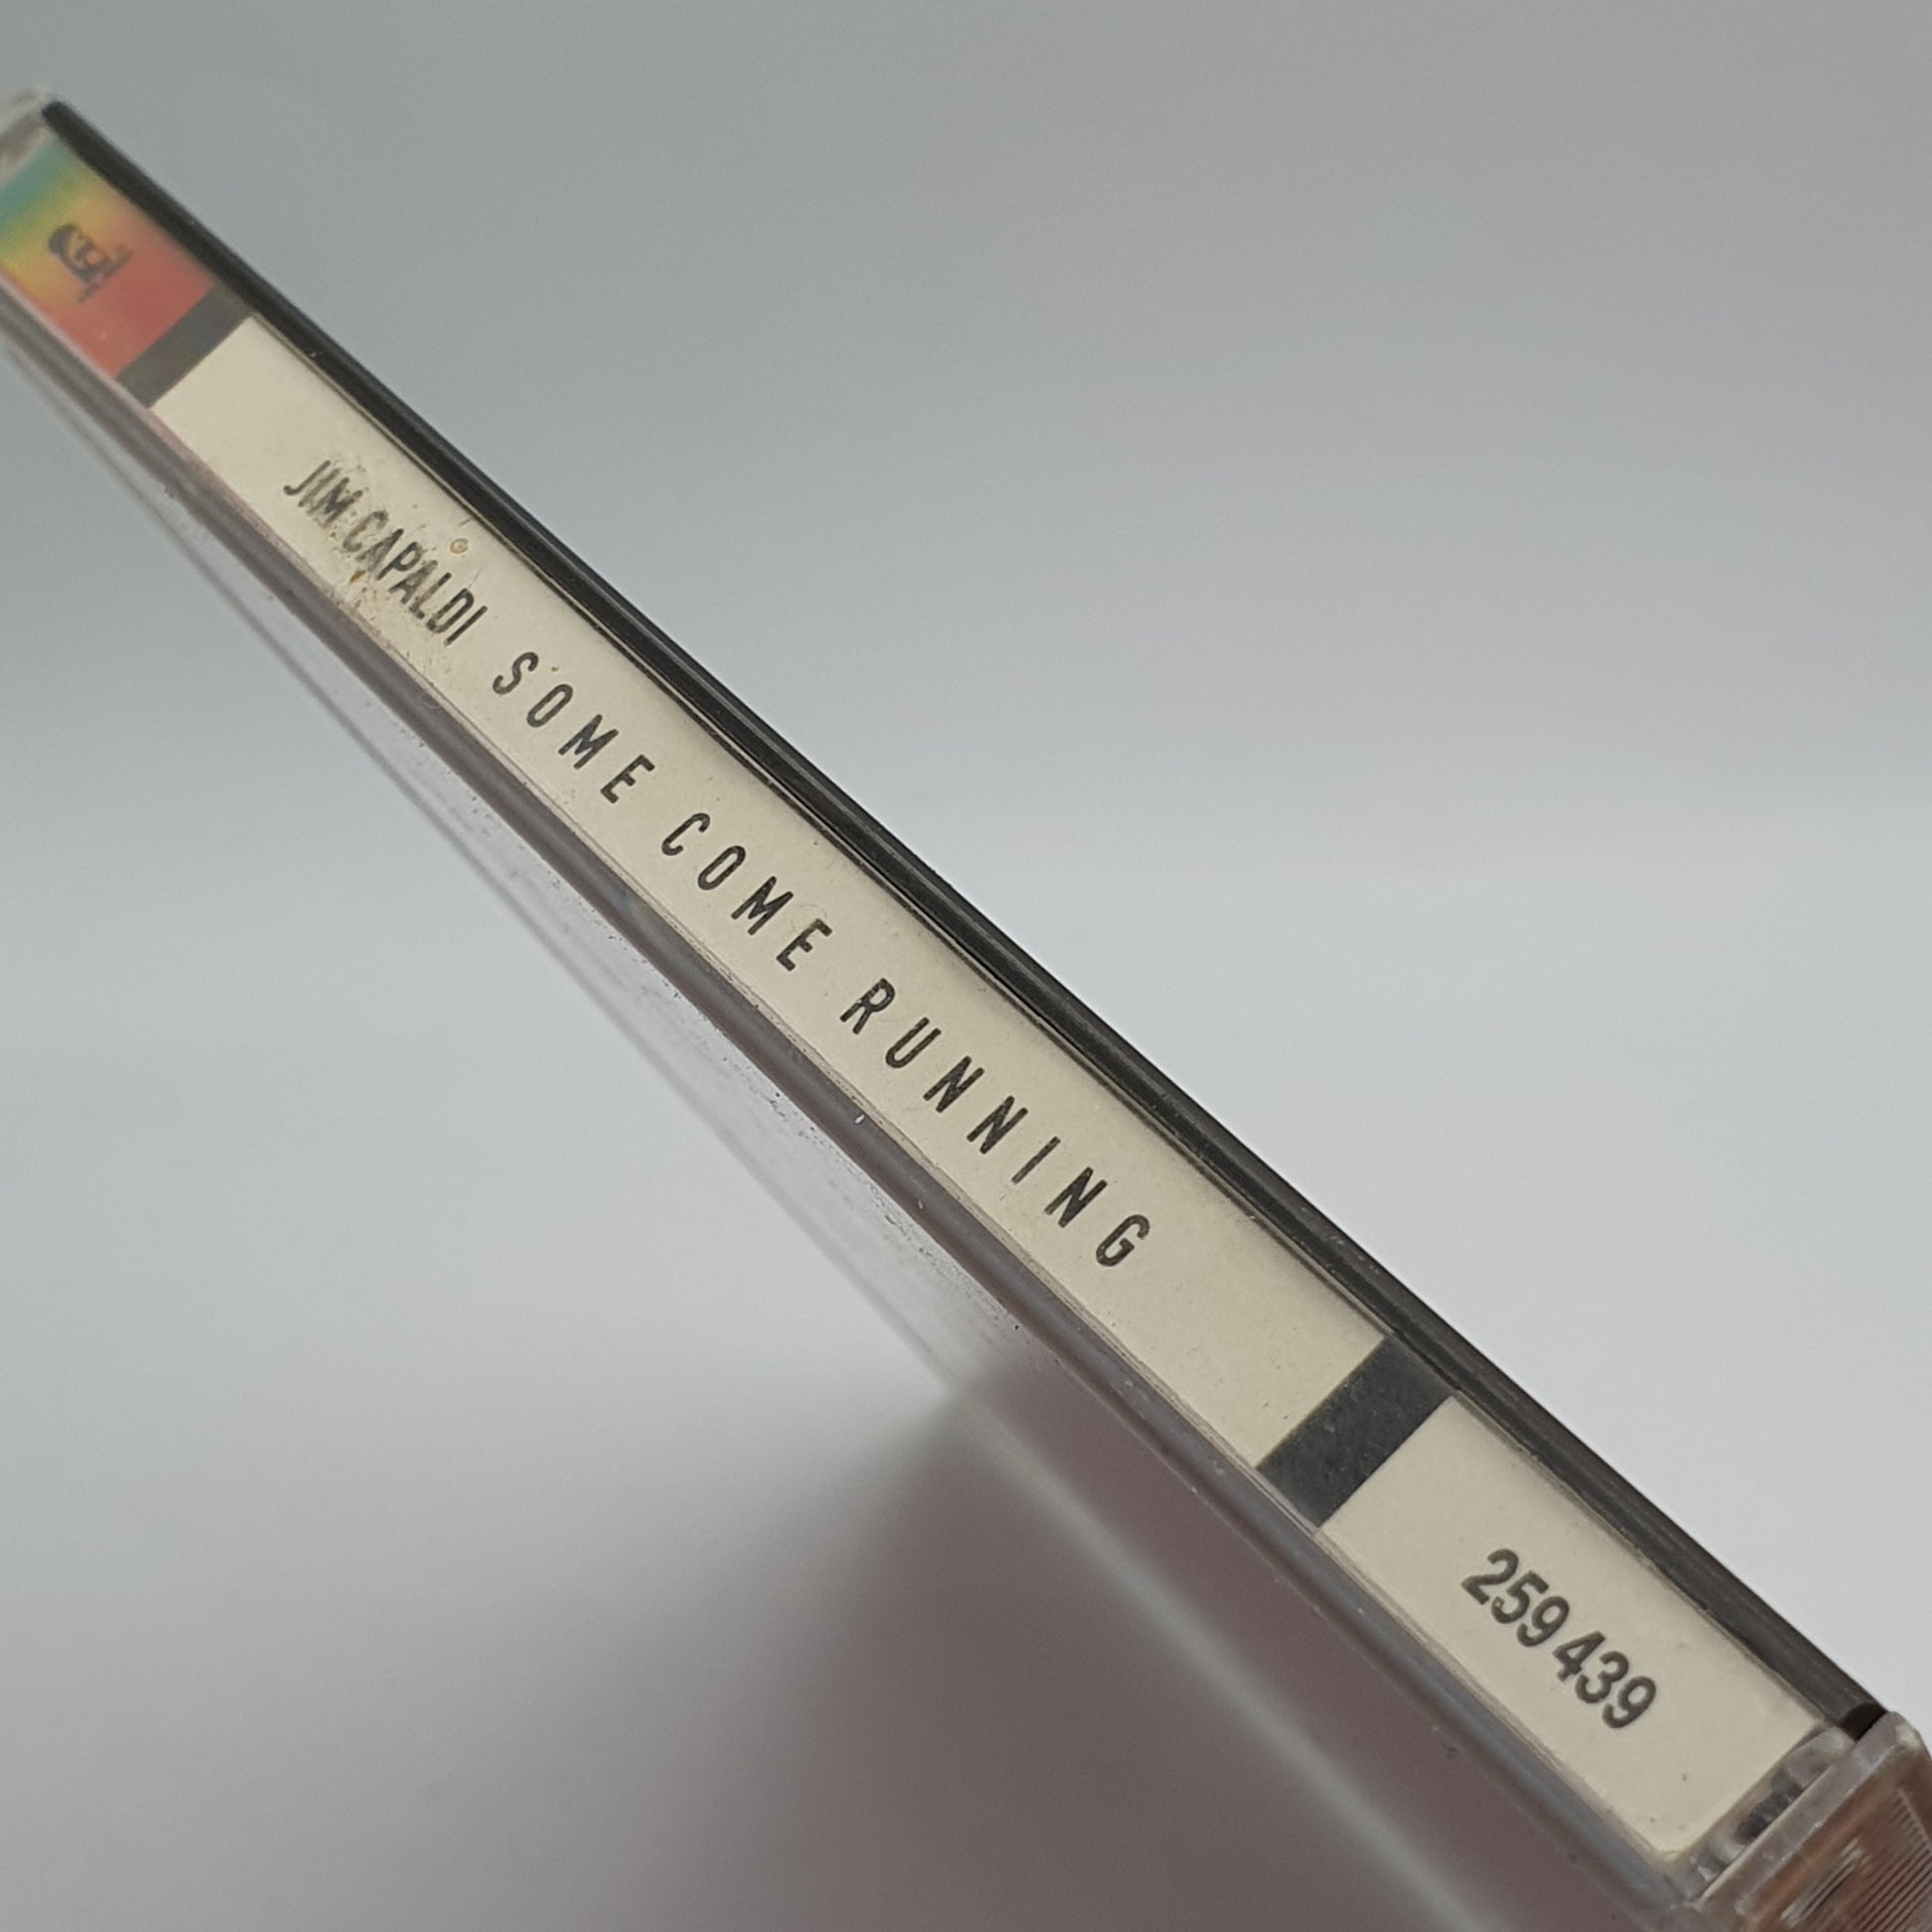 JIM CAPALDI SOME COME RUNNING
259 439